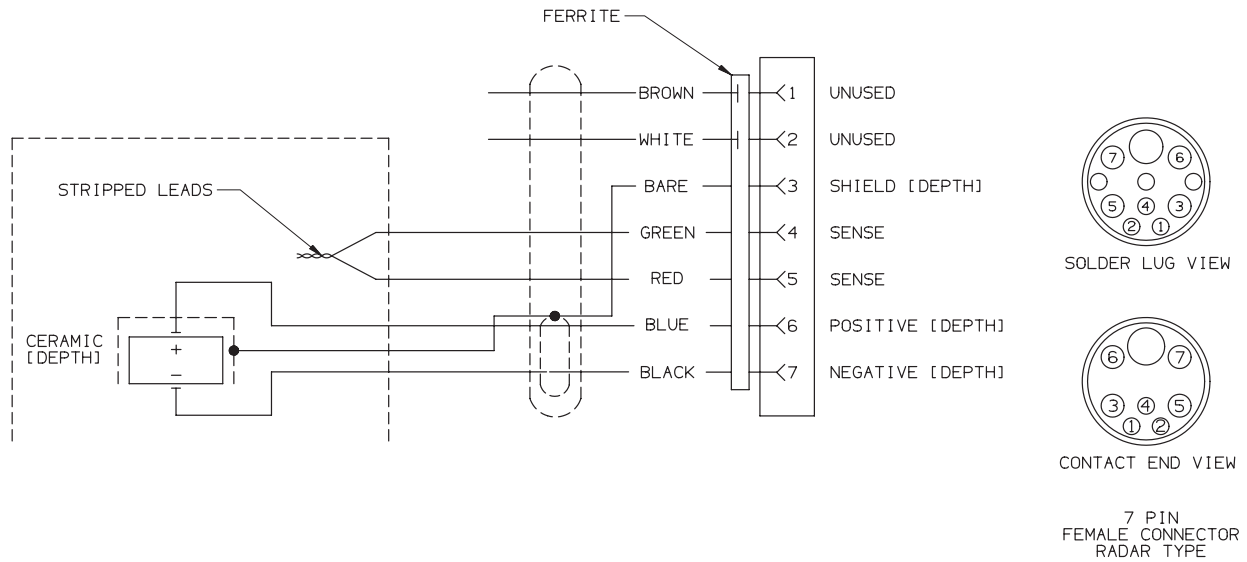 FERRITE
BROWN 1 UNUSED
WHITE 2 UNUSED
STRIPPED LEADS
BARE 3 SHIELD [DEPTH]
GREEN 4 SENSE
RED 5 SENSE
BLUE 6 POSITIVE [DEPTH]
BLACK 7 NEGATIVE [DEPTH]
CERAMIC
[DEPTH]
+
−
7 6
5 4 3
2 1
SOLDER LUG VIEW
6 7
3 4 5
1 2
CONTACT END VIEW
7 PIN
FEMALE CONNECTOR
RADAR TYPE